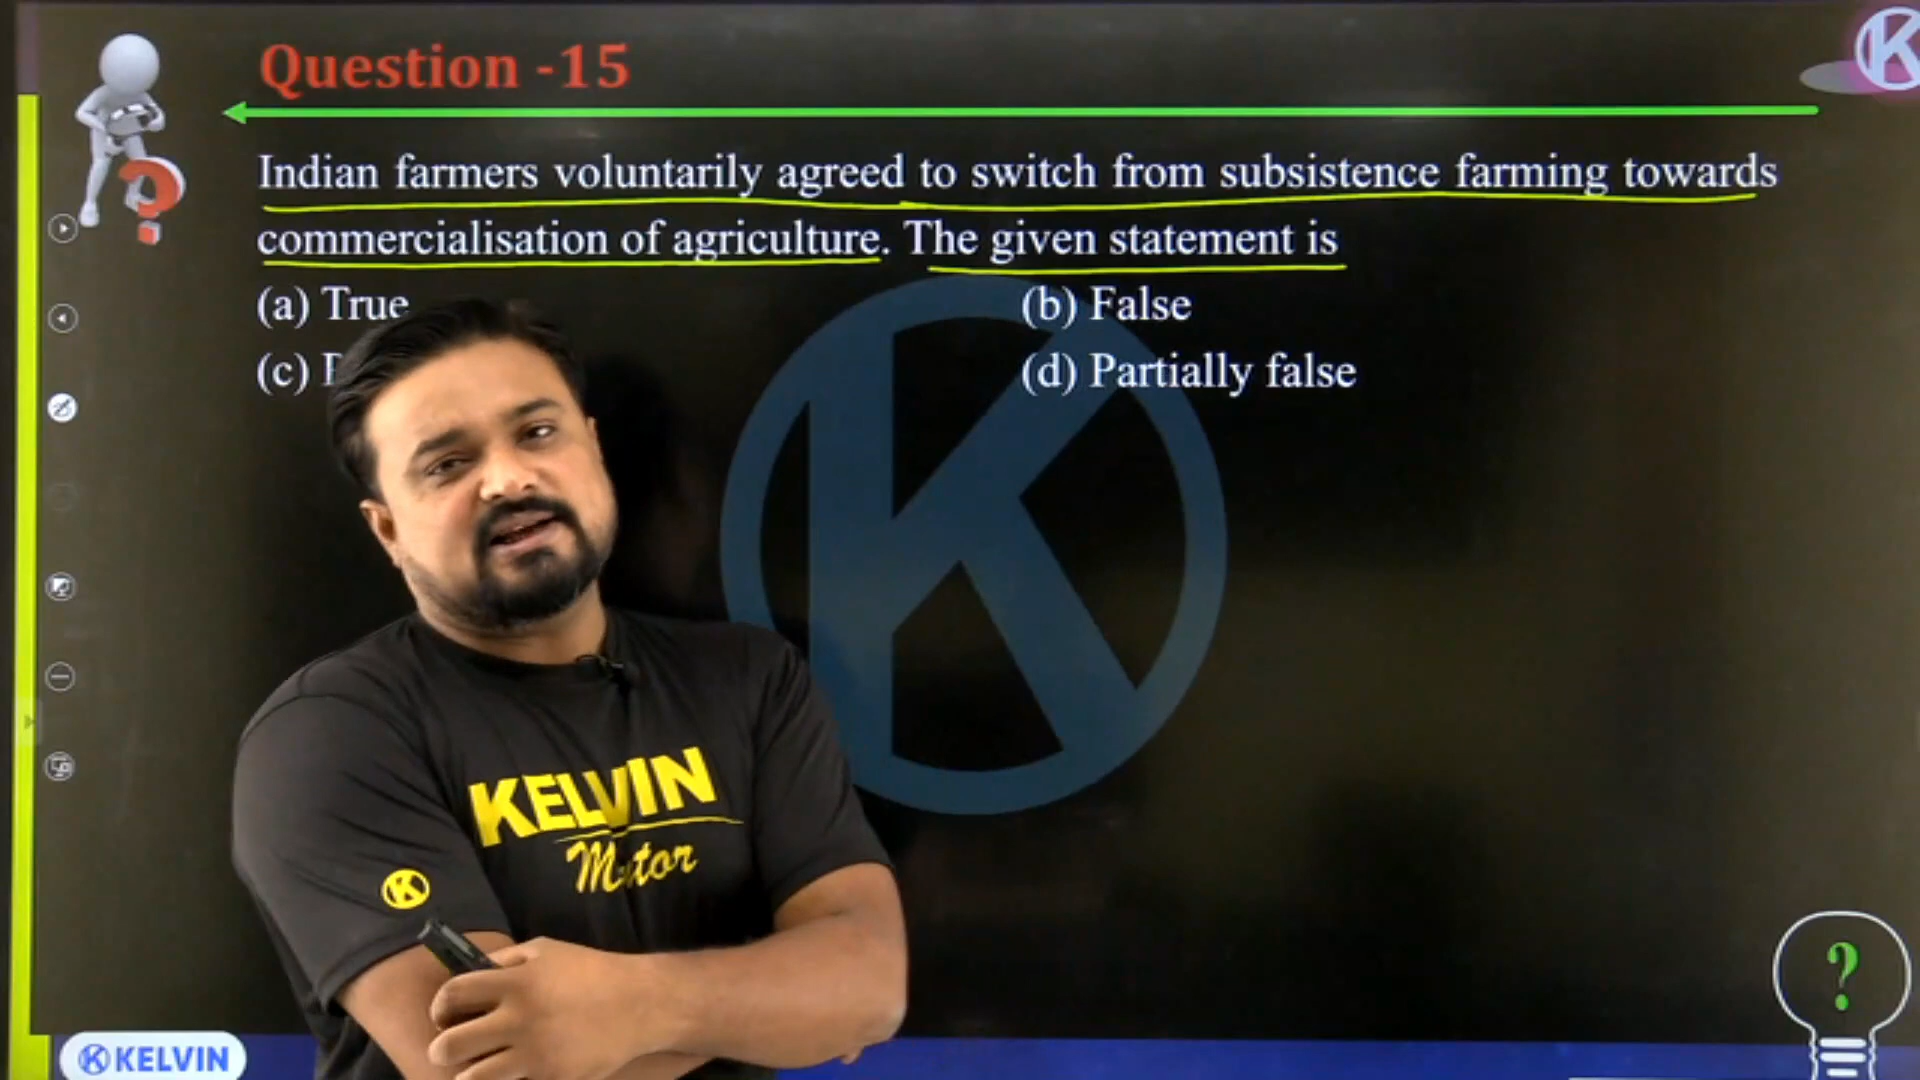 Question -15
Indian farmers voluntarily agreed to switch from subsistence farming towards
commercialisation of agriculture. The given statement is
(a) True
(b) False
(c)
(d) Partially false
KELVIN
K
?
KELVIN